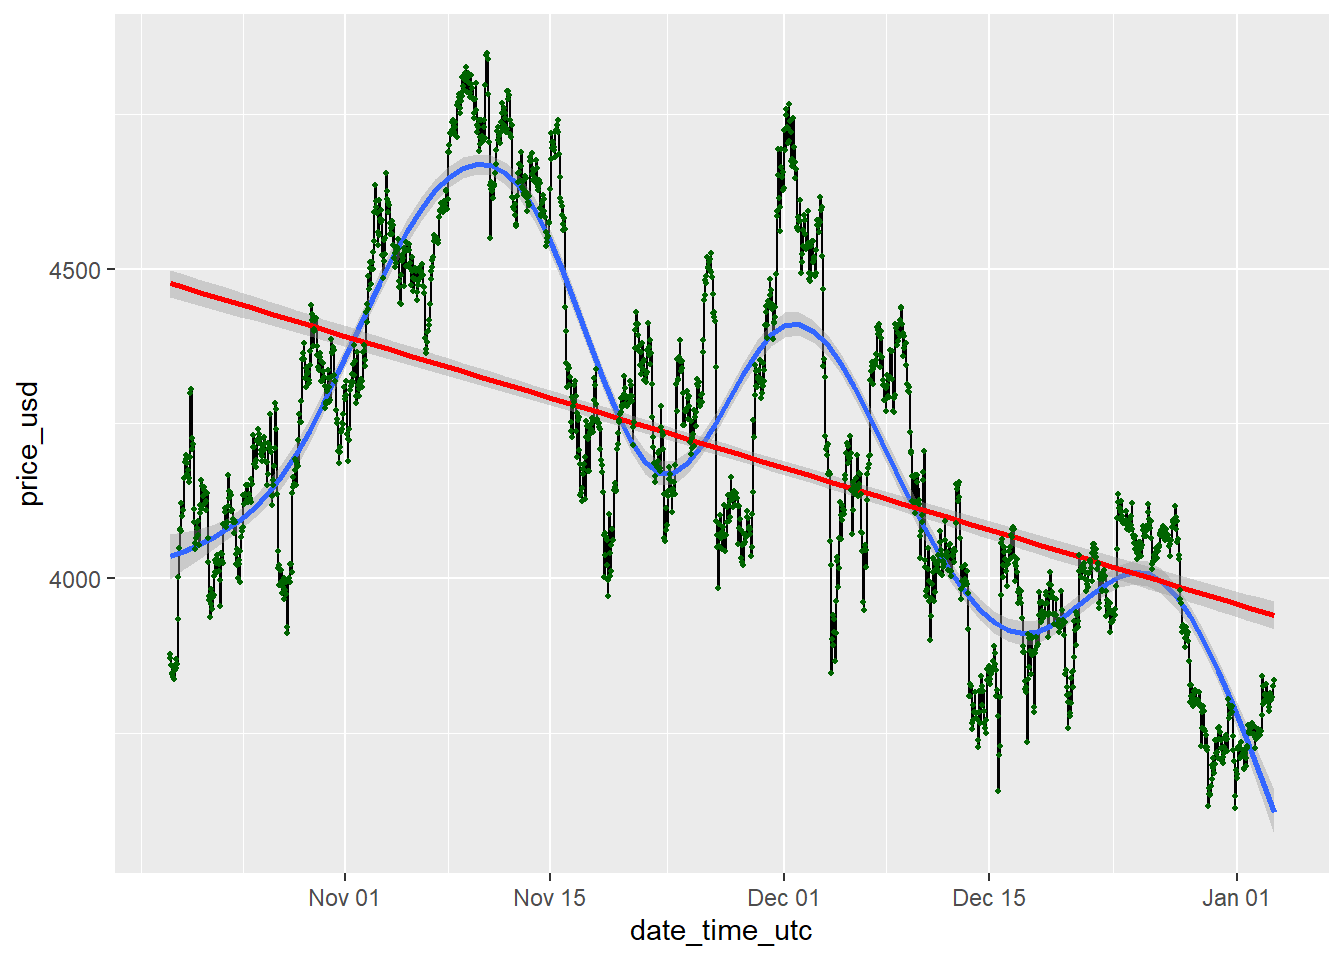 price_usd
4500
4000
Nov 01
Nov 15
Dec 01
Dec 15
Jan 01
date_time_utc